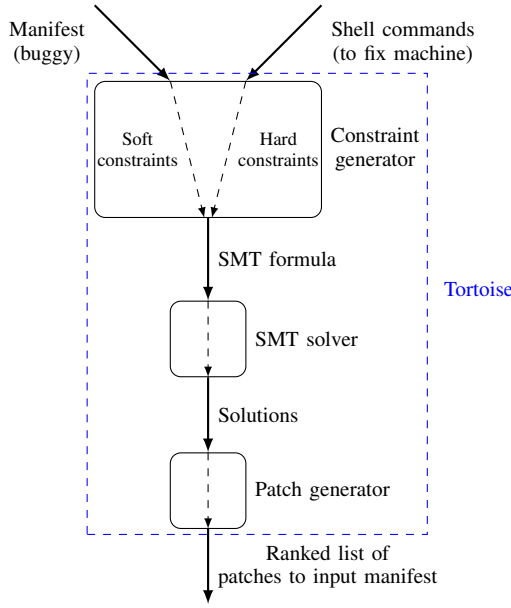 Manifest
(buggy)
Shell commands
(to fix machine)
Soft
constraints
Hard
constraints
Constraint
generator
SMT formula
Tortoise
SMT solver
Solutions
Patch generator
Ranked list of
patches to input manifest